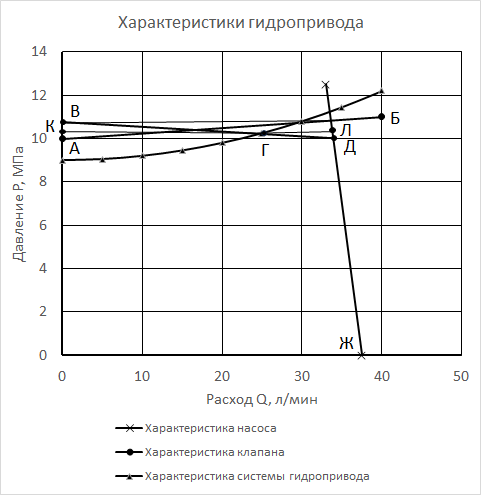 Характеристики гидропривода
Давление P, МПа
14
12
10
8
6
4
2
0
В
К
А
Г
Л
Д
Б
Ж
0 10 20 30 40 50
Расход Q, л/мин
Характеристика насоса
Характеристика клапана
Характеристика системы гидропривода